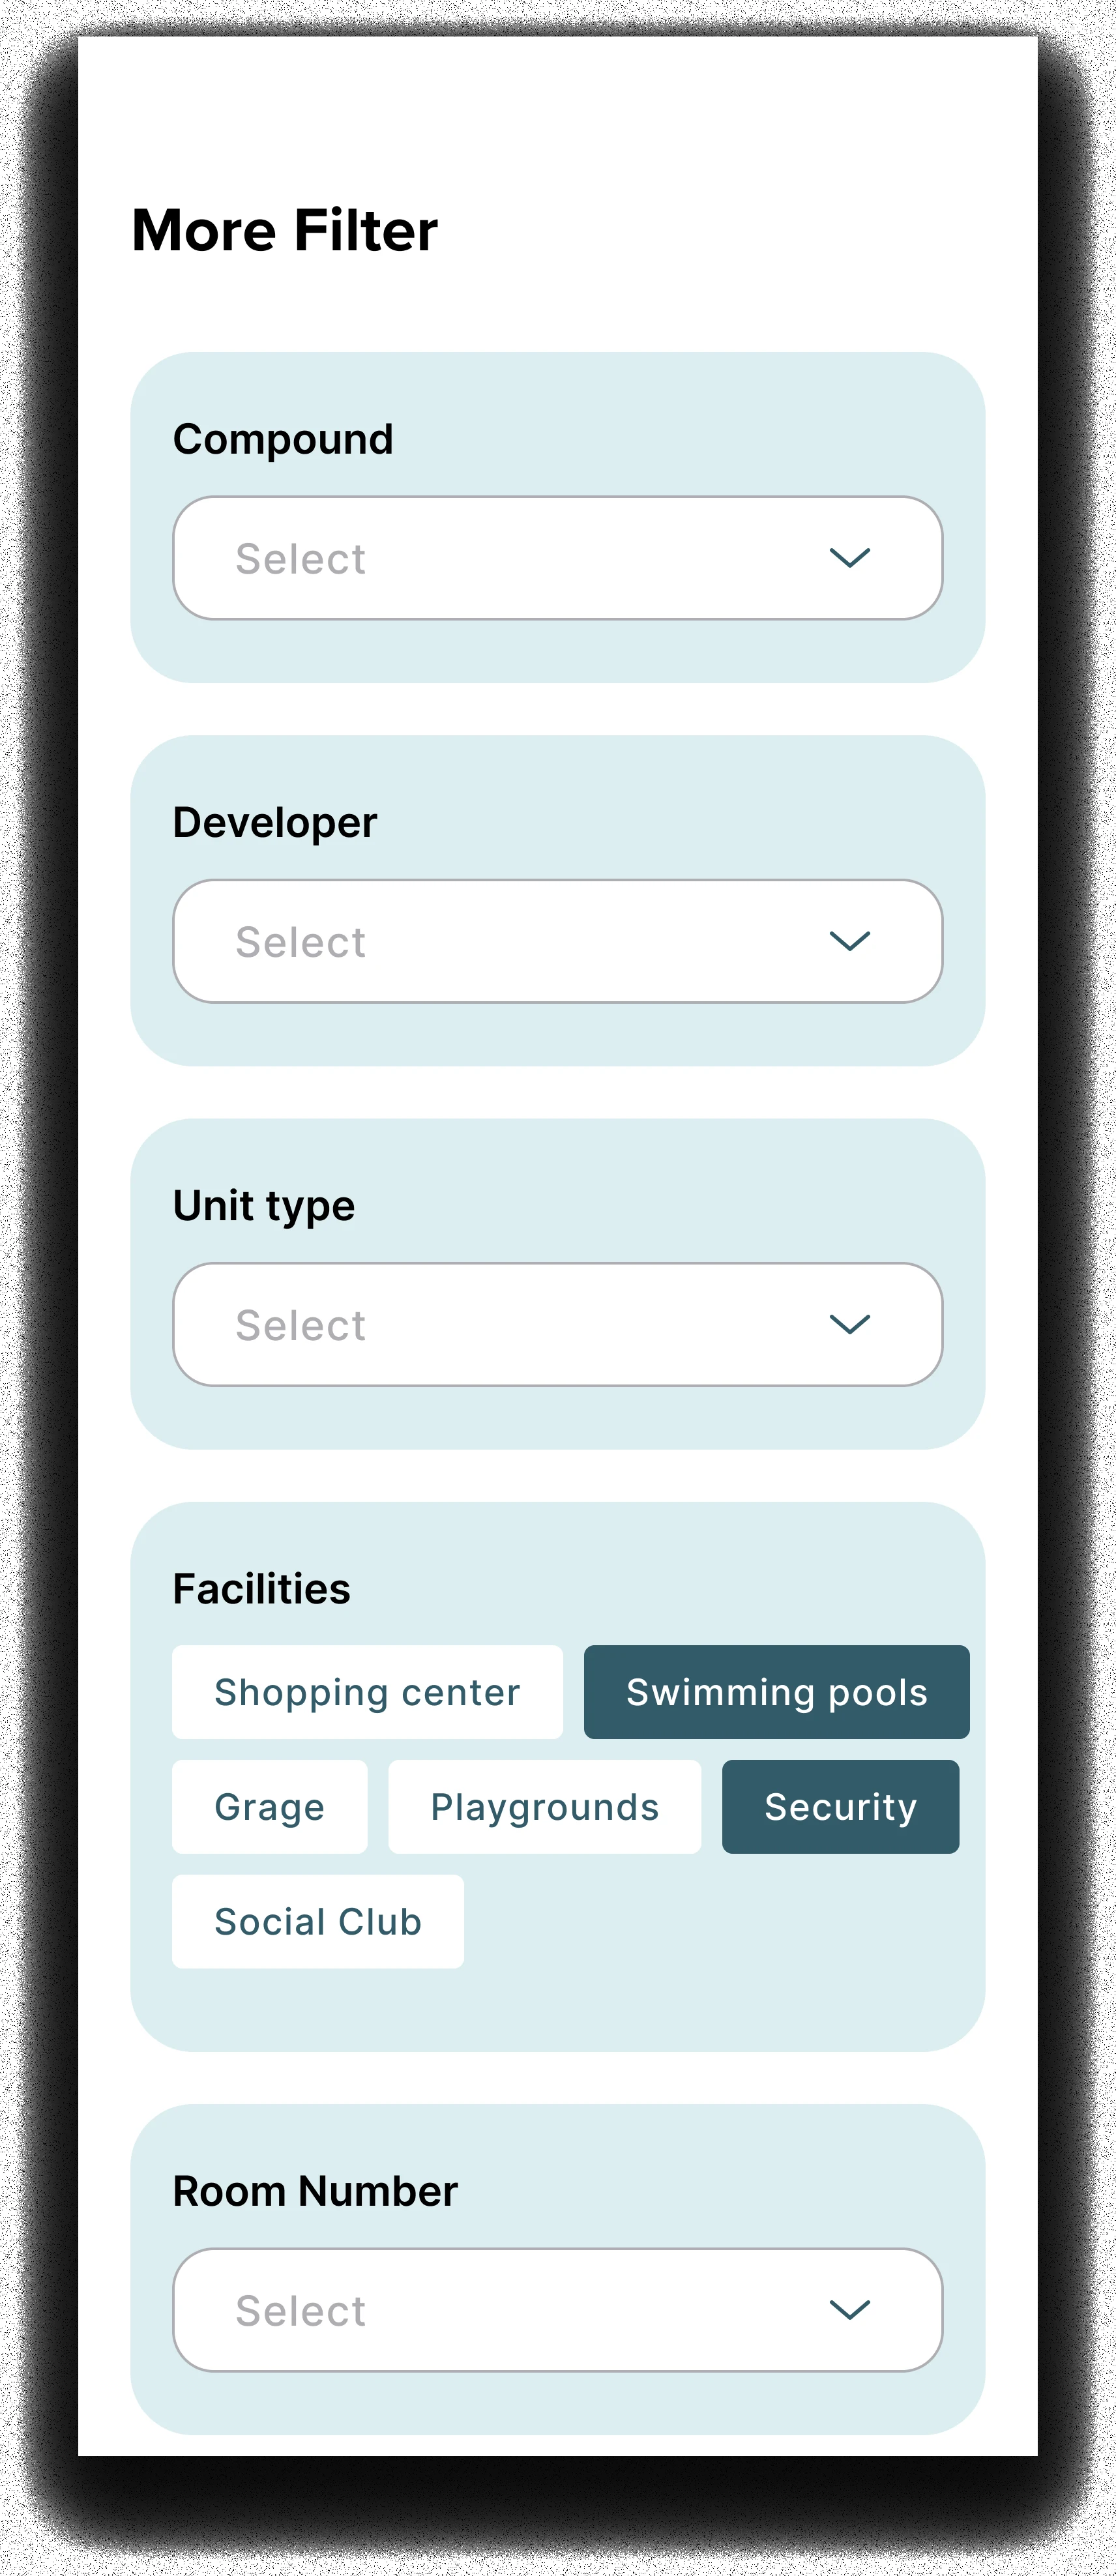 More Filter
Compound
Select
Developer
Select
Unit type
Select
Facilities
Shopping center Swimming pools
Grage Playgrounds Security
Social Club
Room Number
Select